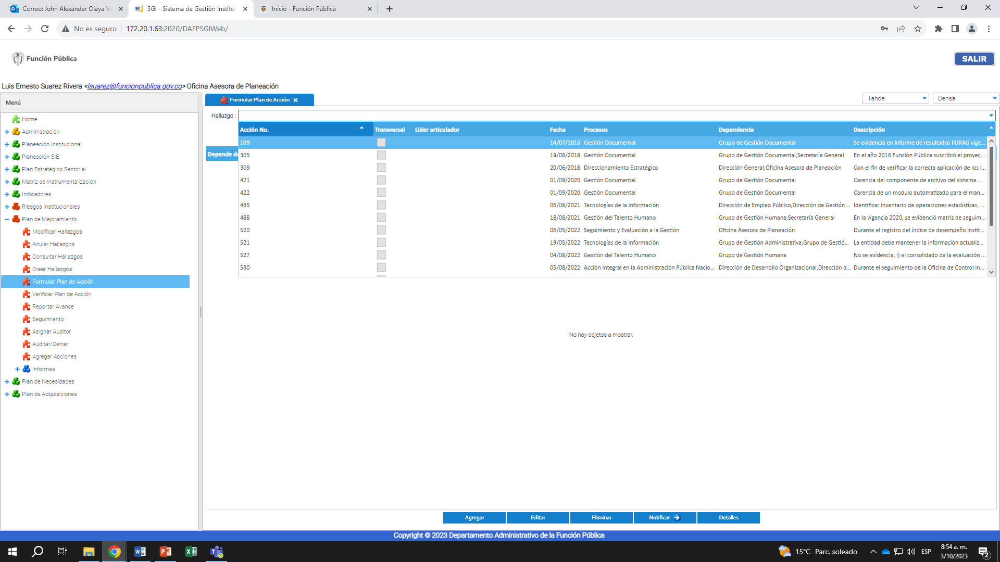 Correo: John Alexander Olaya Vi
SGI - Sistema de Gestión Instituc
Inicio - Función Pública
No es seguro
172.20.1.63:2020/DAFPSGIWeb/
Función Pública
SALIR
Luis Ernesto Suarez Rivera <lsuarez@funcionpublica.gov.co> Oficina Asesora de Planeación
Menú
Formular Plan de Acción
Tahoe
Densa
Home
Administración
Planeación Institucional
Planeación SIE
Plan Estratégico Sectorial
Matriz de Instrumentalización
Indicadores
Riesgos Institucionales
Plan de Mejoramiento
Modificar Hallazgos
Anular Hallazgos
Consultar Hallazgos
Crear Hallazgos
Formular Plan de Acción
Verificar Plan de Acción
Reportar Avance
Seguimiento
Asignar Auditor
Auditar/Cerrar
Agregar Acciones
Informes
Plan de Necesidades
Plan de Adquisiciones
Hallazgo :
Acción No. Transversal Líder articulador Fecha Procesos Dependencia Descripción
109 14/07/2016 Gestión Documental Grupo de Gestión Documental Se evidencia en Informe de resultados FURAG vige...
Depende de
305 19/06/2018 Gestión Documental Grupo de Gestión Documental,Secretaría General En el año 2016 Función Pública suscribió el proyec...
309 20/06/2018 Direccionamiento Estratégico Dirección General,Oficina Asesora de Planeación Con el fin de verificar la correcta aplicación de los l...
421 01/09/2020 Gestión Documental Grupo de Gestión Documental Carencia del componente de archivo del sistema ...
422 01/09/2020 Gestión Documental Grupo de Gestión Documental Carencia de un modulo automatizado para el man...
465 06/08/2021 Tecnologías de la Información Dirección de Empleo Público,Dirección de Gestión ... Identificar inventario de operaciones estadísticas, ...
488 18/08/2021 Gestión del Talento Humano Grupo de Gestión Humana,Secretaría General En la vigencia 2020, se evidenció matriz de seguim...
520 06/05/2022 Seguimiento y Evaluación a la Gestión Oficina Asesora de Planeación Durante el registro del índice de desempeño instit...
521 19/05/2022 Tecnologías de la Información Grupo de Gestión Administrativa,Grupo de Gestió... La entidad debe mantener la información actualiz...
527 04/08/2022 Gestión del Talento Humano Grupo de Gestión Humana No se evidencia, i) el consolidado de la evaluación ...
530 05/08/2022 Acción Integral en la Administración Pública Nacio... Dirección de Desarrollo Organizacional,Dirección d... Durante el seguimiento de la Oficina de Control In...
No hay objetos a mostrar.
Agregar
Editar
Eliminar
Notificar
Detalles
Copyright © 2023 Departamento Administrativo de la Función Pública
15°C Parc. soleado
ESP
8:54 a. m.
3/10/2023
2